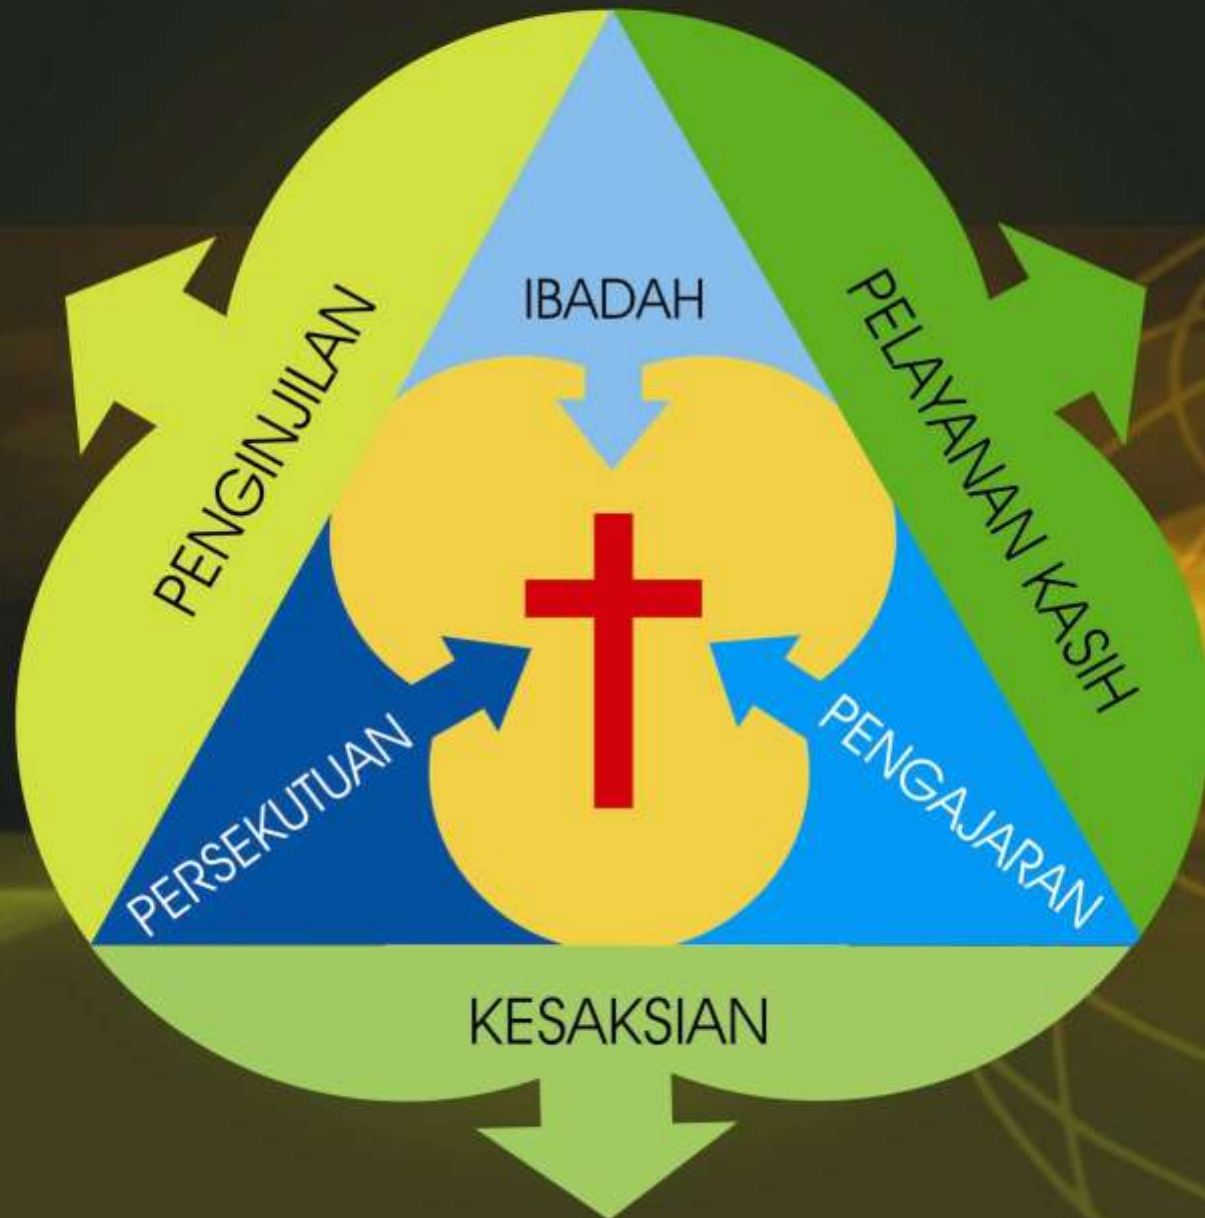 IBADAH
PENGINJILAN
PELAYANAN KASIH
PERSEKUTUAN
PENGAJARAN
KESAKSIAN